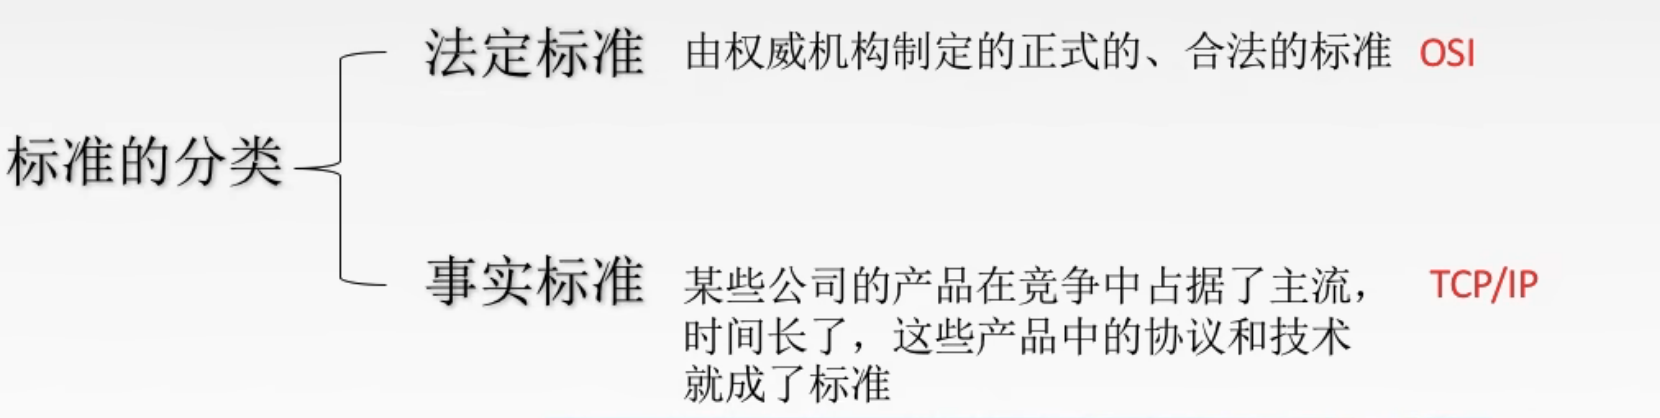 标准的分类
法定标准 由权威机构制定的正式的、合法的标准 OSI
事实标准 某些公司的产品在竞争中占据了主流， TCP/IP
时间长了，这些产品中的协议和技术
就成了标准